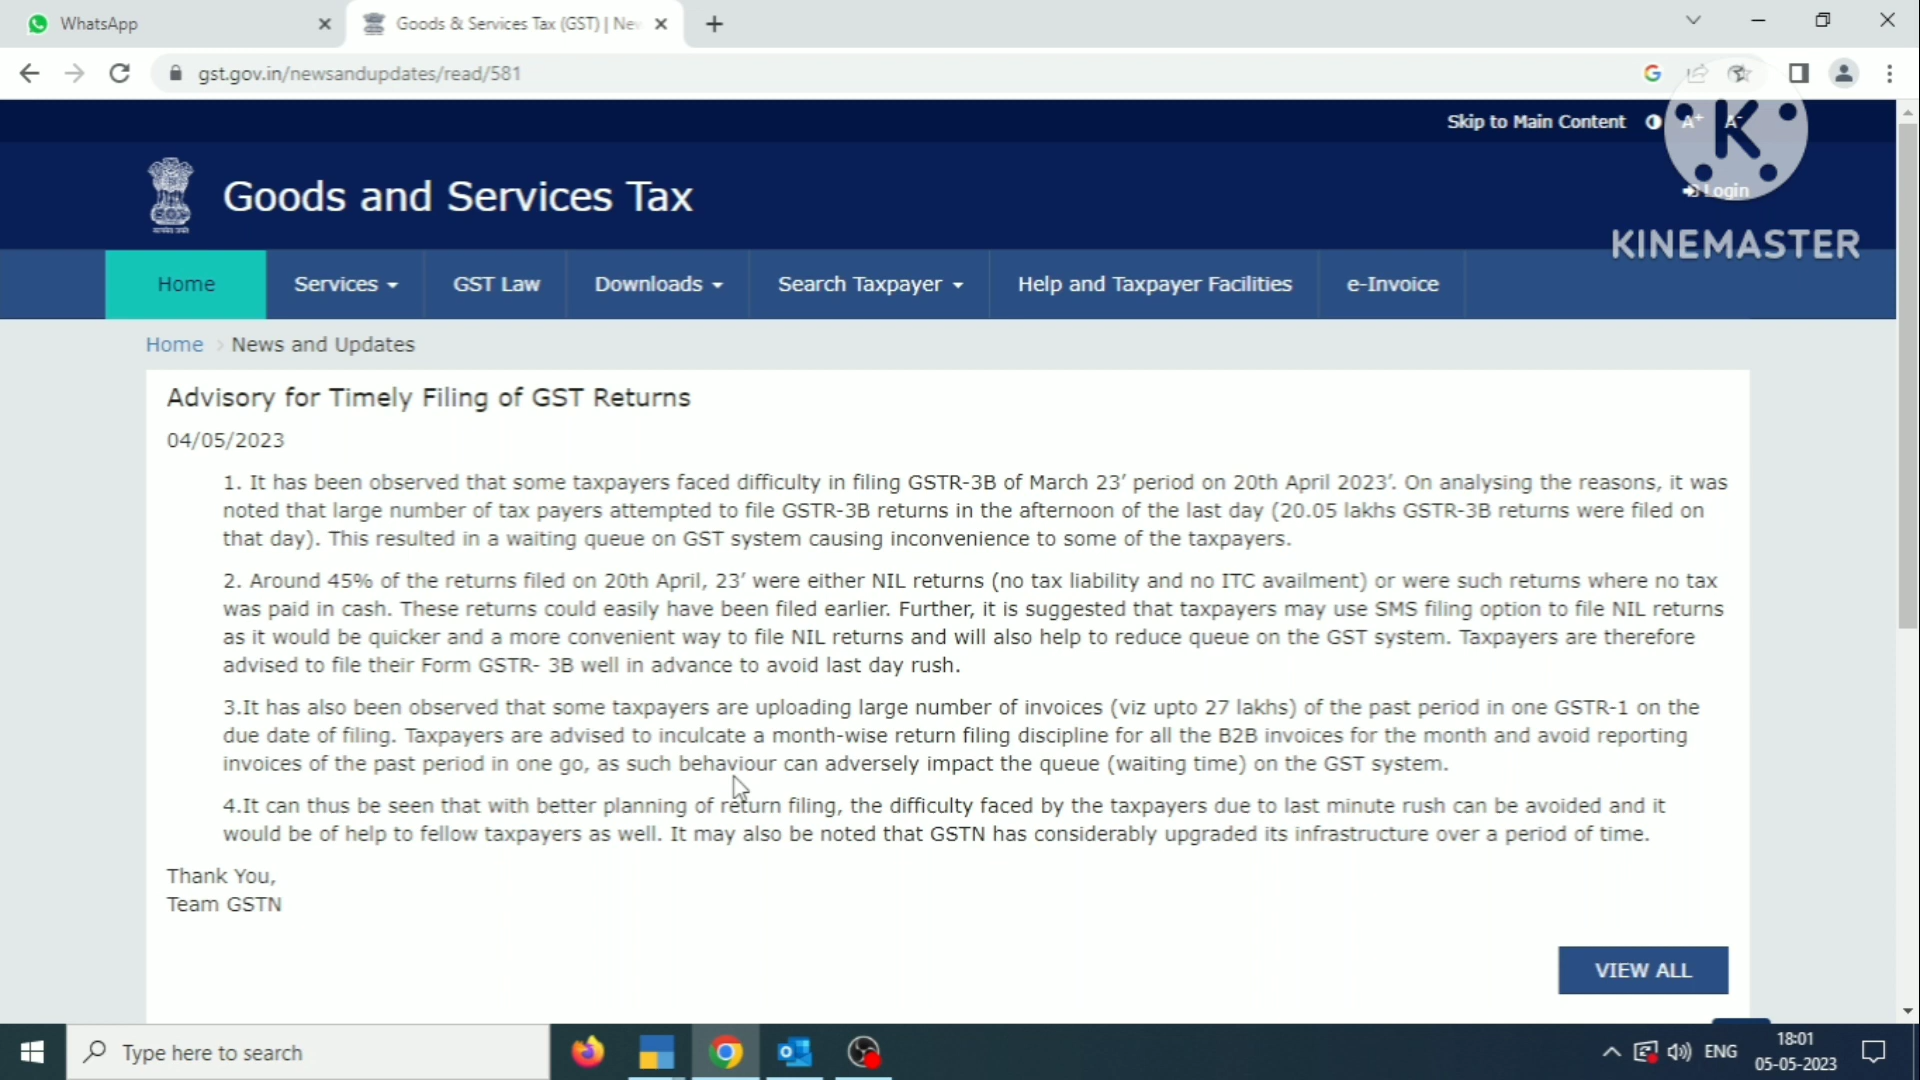 WhatsApp
Goods & Services Tax (GST) | Ne
gst.gov.in/newsandupdates/read/581
Skip to Main Content A+ A-
Goods and Services Tax
Login
KINEMASTER
Home Services GST Law Downloads Search Taxpayer Help and Taxpayer Facilities e-Invoice
Home > News and Updates
Advisory for Timely Filing of GST Returns
04/05/2023
1. It has been observed that some taxpayers faced difficulty in filing GSTR-3B of March 23’ period on 20th April 2023’. On analysing the reasons, it was
noted that large number of tax payers attempted to file GSTR-3B returns in the afternoon of the last day (20.05 lakhs GSTR-3B returns were filed on
that day). This resulted in a waiting queue on GST system causing inconvenience to some of the taxpayers.
2. Around 45% of the returns filed on 20th April, 23’ were either NIL returns (no tax liability and no ITC availment) or were such returns where no tax
was paid in cash. These returns could easily have been filed earlier. Further, it is suggested that taxpayers may use SMS filing option to file NIL returns
as it would be quicker and a more convenient way to file NIL returns and will also help to reduce queue on the GST system. Taxpayers are therefore
advised to file their Form GSTR- 3B well in advance to avoid last day rush.
3.It has also been observed that some taxpayers are uploading large number of invoices (viz upto 27 lakhs) of the past period in one GSTR-1 on the
due date of filing. Taxpayers are advised to inculcate a month-wise return filing discipline for all the B2B invoices for the month and avoid reporting
invoices of the past period in one go, as such behaviour can adversely impact the queue (waiting time) on the GST system.
4.It can thus be seen that with better planning of return filing, the difficulty faced by the taxpayers due to last minute rush can be avoided and it
would be of help to fellow taxpayers as well. It may also be noted that GSTN has considerably upgraded its infrastructure over a period of time.
Thank You,
Team GSTN
VIEW ALL
Type here to search
ENG
18:01
05-05-2023